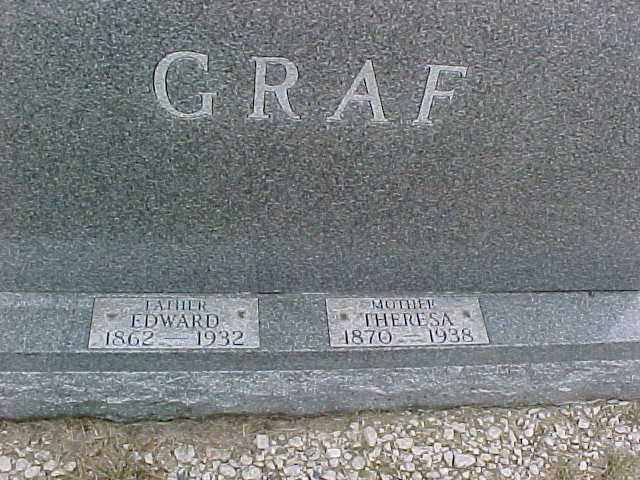 GRAF
FATHER
EDWARD
1862 — 1932
MOTHER
THERESA
1870 — 1938